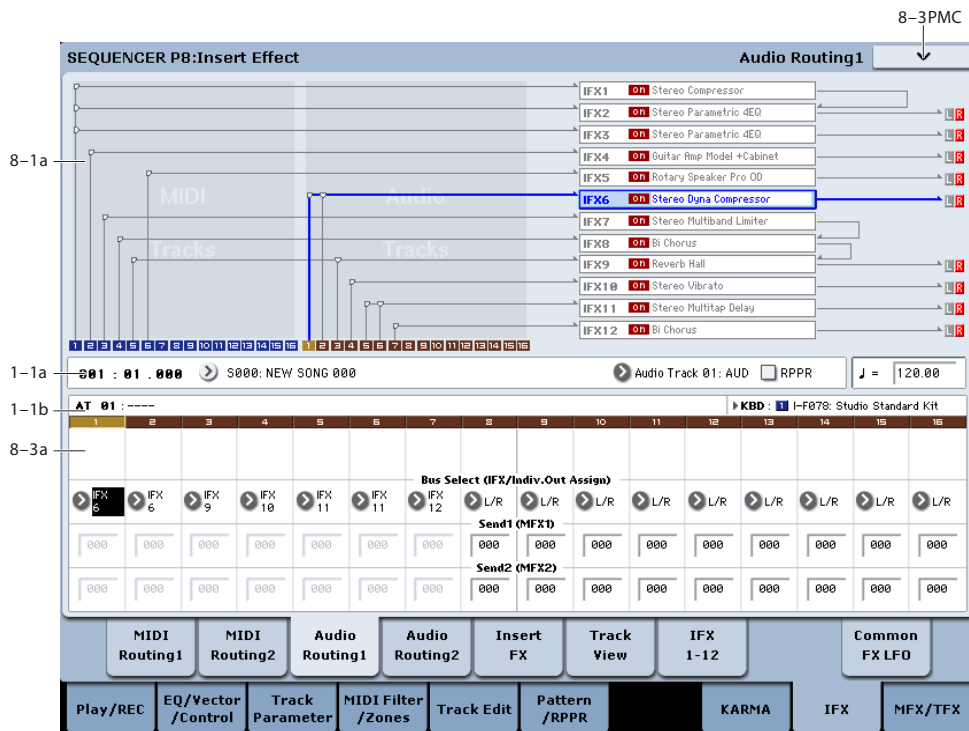 8–3PMC
SEQUENCER P8:Insert Effect
Audio Routing1
8–1a
MIDI
Tracks
Audio
Tracks
IFX1 on Stereo Compressor
IFX2 on Stereo Parametric 4EQ L R
IFX3 on Stereo Parametric 4EQ L R
IFX4 on Guitar Amp Model +Cabinet L R
IFX5 on Rotary Speaker Pro OD L R
IFX6 on Stereo Dyna Compressor L R
IFX7 on Stereo Multiband Limiter
IFX8 on Bi Chorus
IFX9 on Reverb Hall L R
IFX10 on Stereo Vibrato L R
IFX11 on Stereo Multitap Delay L R
IFX12 on Bi Chorus L R
1 2 3 4 5 6 7 8 9 10 11 12 13 14 15 16 1 2 3 4 5 6 7 8 9 10 11 12 13 14 15 16
1–1a
001 : 01 .000 S000: NEW SONG 000 Audio Track 01: AUD RPPR ♩ = 120.00
1–1b
AT 01 :---- KBD : 1 I-F078: Studio Standard Kit
1 2 3 4 5 6 7 8 9 10 11 12 13 14 15 16
8–3a
Bus Select (IFX/Indiv.Out Assign)
IFX 6 IFX 6 IFX 9 IFX 10 IFX 11 IFX 11 IFX 12 L/R L/R L/R L/R L/R L/R L/R L/R L/R
Send1 (MFX1)
000 000 000 000 000 000 000 000 000 000 000 000 000 000 000 000
Send2 (MFX2)
000 000 000 000 000 000 000 000 000 000 000 000 000 000 000 000
MIDI Routing1 MIDI Routing2 Audio Routing1 Audio Routing2 Insert FX Track View IFX 1-12 Common FX LFO
Play/REC EQ/Vector /Control Track Parameter MIDI Filter /Zones Track Edit Pattern /RPPR KARMA IFX MFX/TFX